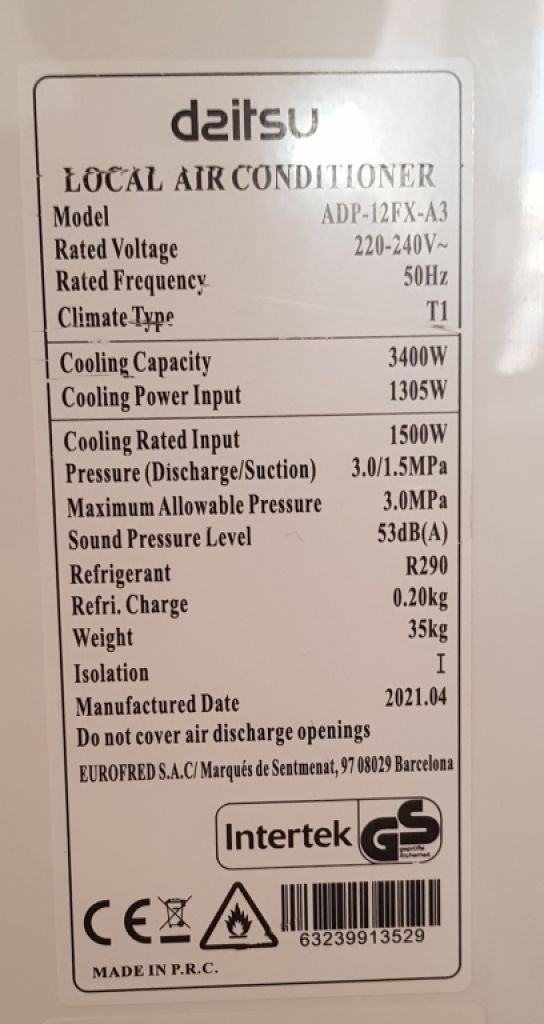 daitsu
LOCAL AIR CONDITIONER
Model ADP-12FX-A3
Rated Voltage 220-240V~
Rated Frequency 50Hz
Climate Type T1
Cooling Capacity 3400W
Cooling Power Input 1305W
Cooling Rated Input 1500W
Pressure (Discharge/Suction) 3.0/1.5MPa
Maximum Allowable Pressure 3.0MPa
Sound Pressure Level 53dB(A)
Refrigerant R290
Refri. Charge 0.20kg
Weight 35kg
Isolation I
Manufactured Date 2021.04
Do not cover air discharge openings
EUROFRED S.A.C/ Marqués de Sentmenat, 97 08029 Barcelona
Intertek GS
geprüfte
Sicherheit
CE
63239913529
MADE IN P.R.C.